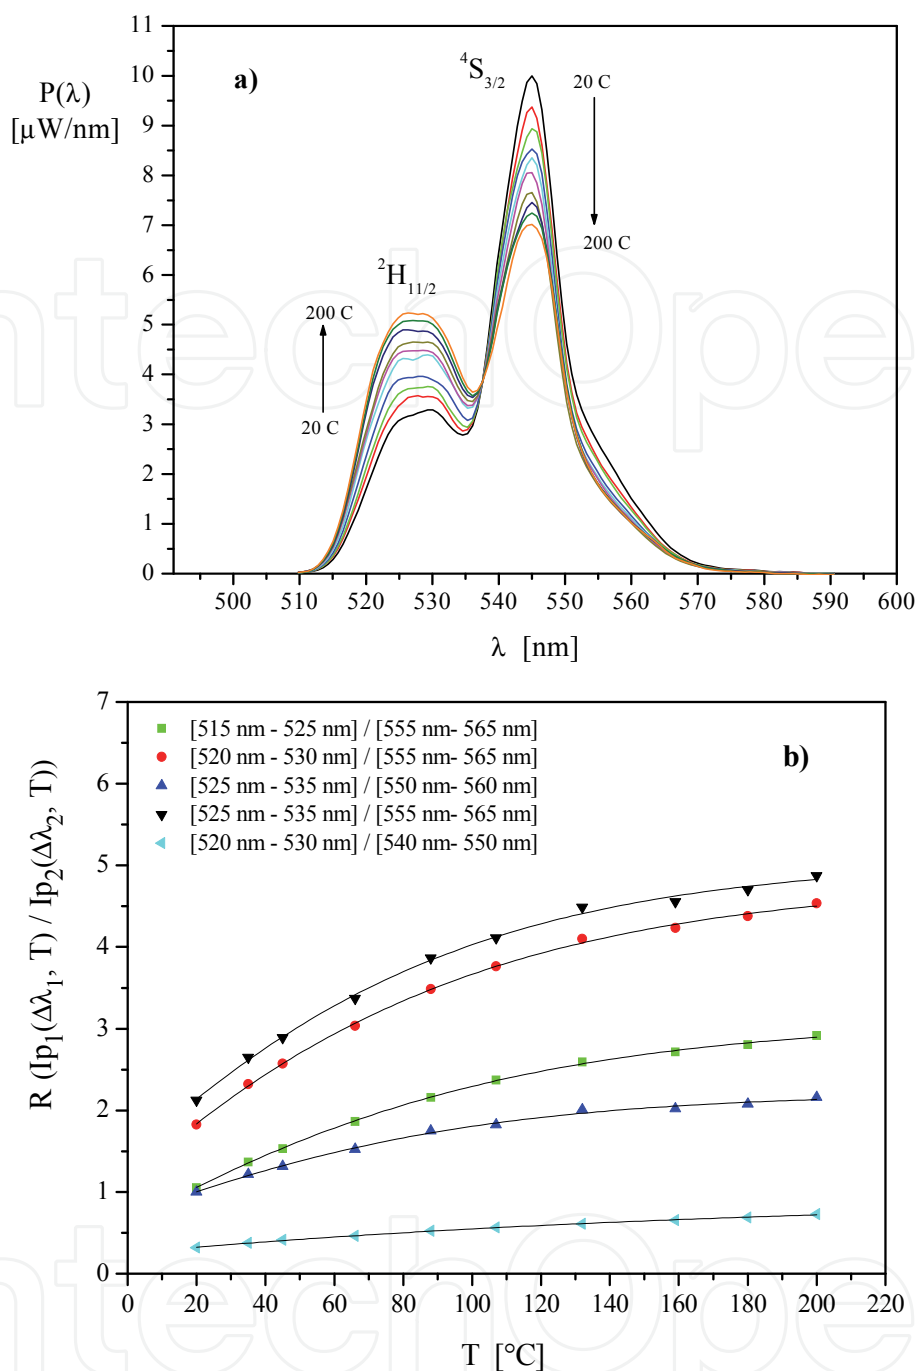 11
10
9
8
7
6
5
4
3
2
1
0
P(λ)
[μW/nm]
a)
⁴S₃/₂
20 C
200 C
²H₁₁/₂
200 C
20 C
500 510 520 530 540 550 560 570 580 590 600
λ [nm]
7
6
5
4
3
2
1
0
R (Ip₁(Δλ₁, T) / Ip₂(Δλ₂, T))
[515 nm - 525 nm] / [555 nm- 565 nm]
[520 nm - 530 nm] / [555 nm- 565 nm]
[525 nm - 535 nm] / [550 nm- 560 nm]
[525 nm - 535 nm] / [555 nm- 565 nm]
[520 nm - 530 nm] / [540 nm- 550 nm]
b)
0 20 40 60 80 100 120 140 160 180 200 220
T [°C]
ntechOpe
ntechOpe